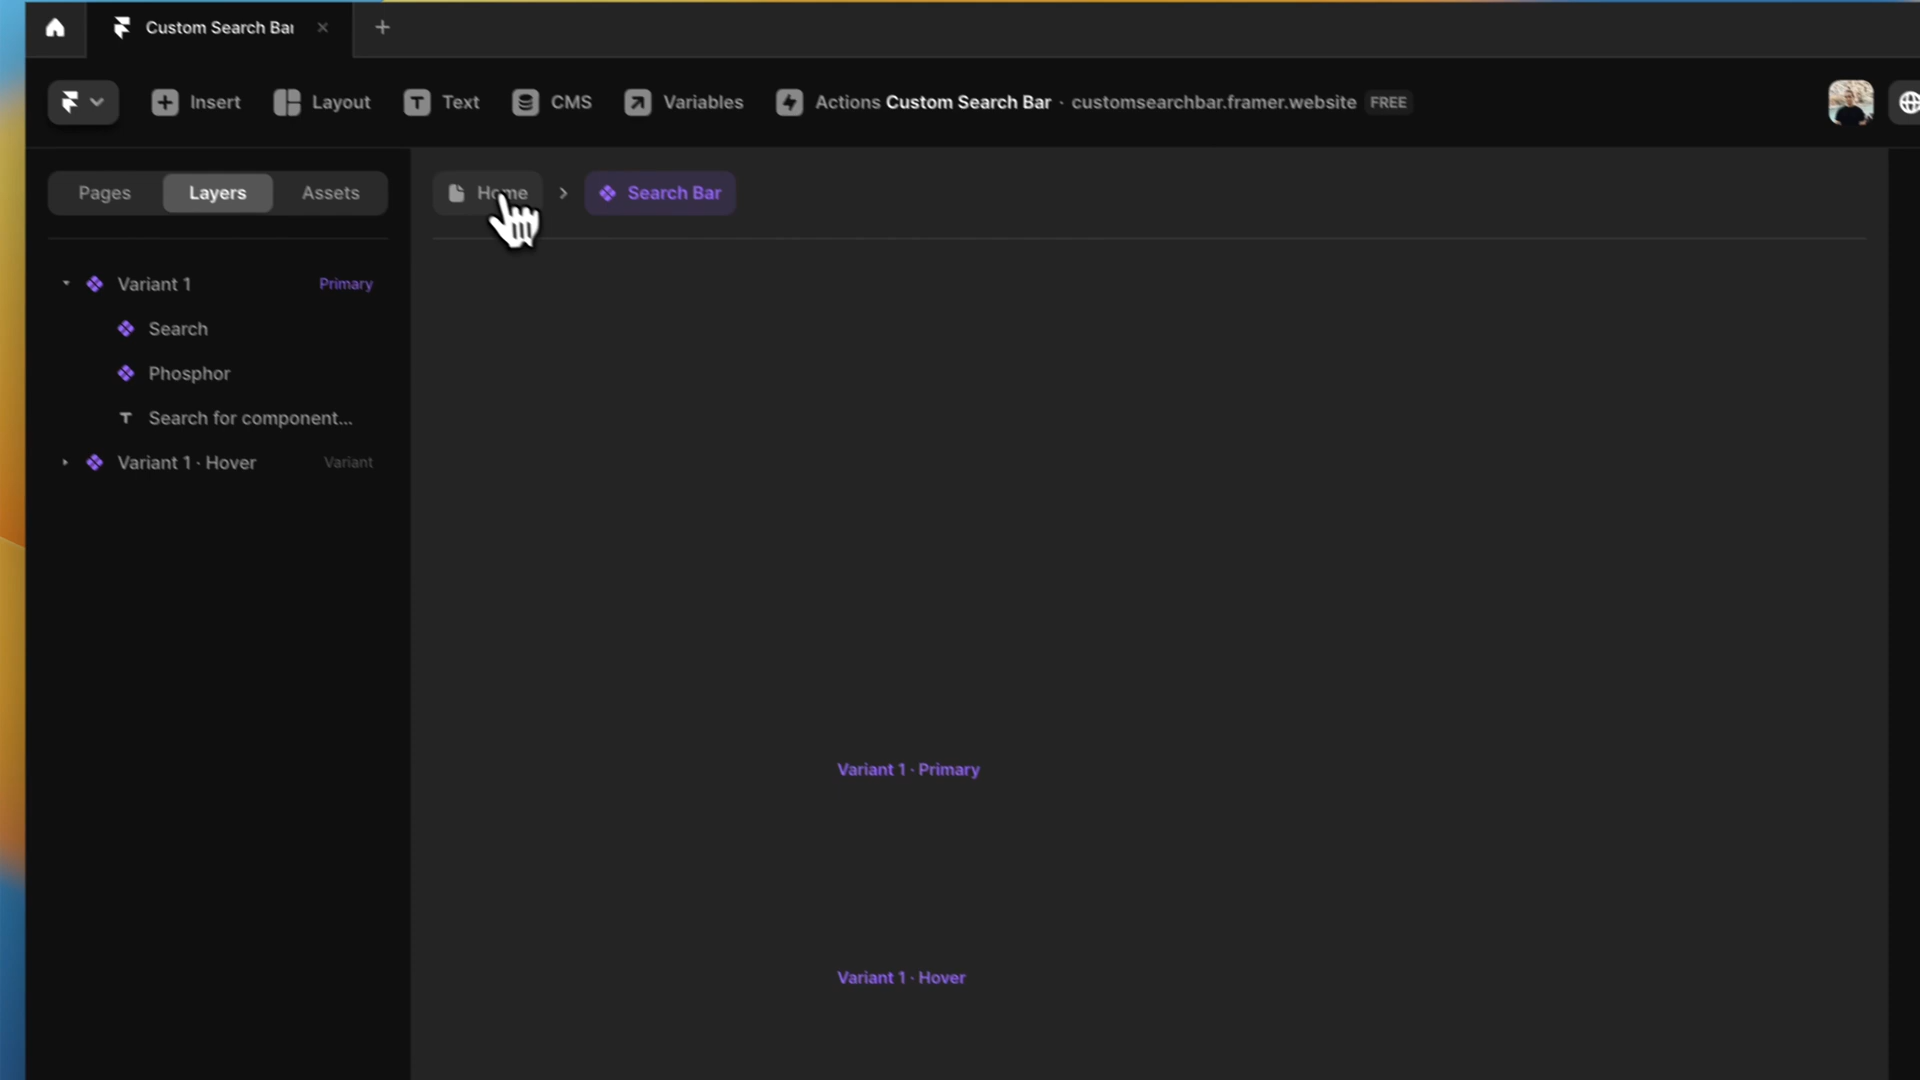 Custom Search Bar
Insert
Layout
Text
CMS
Variables
Actions
Custom Search Bar · customsearchbar.framer.website FREE
Pages
Layers
Assets
Home
Search Bar
Variant 1
Primary
Search
Phosphor
Search for component...
Variant 1 · Hover
Variant
Variant 1 · Primary
Variant 1 · Hover